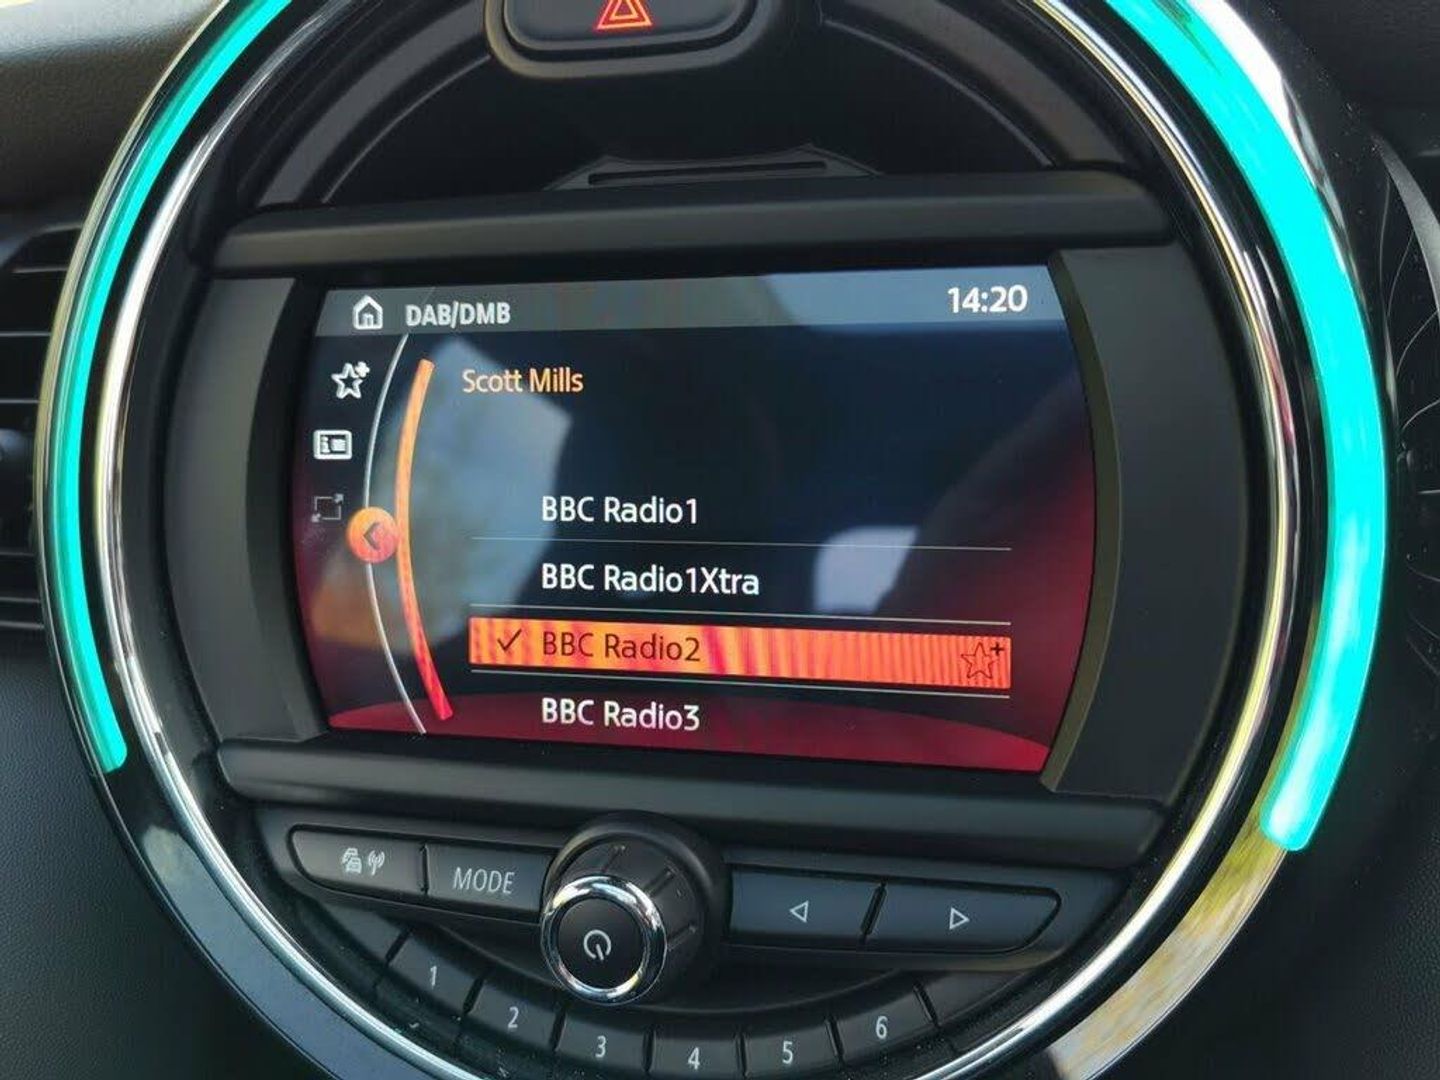 DAB/DMB 14:20
Scott Mills
BBC Radio1
BBC Radio1Xtra
BBC Radio2
BBC Radio3
MODE
1 2 3 4 5 6